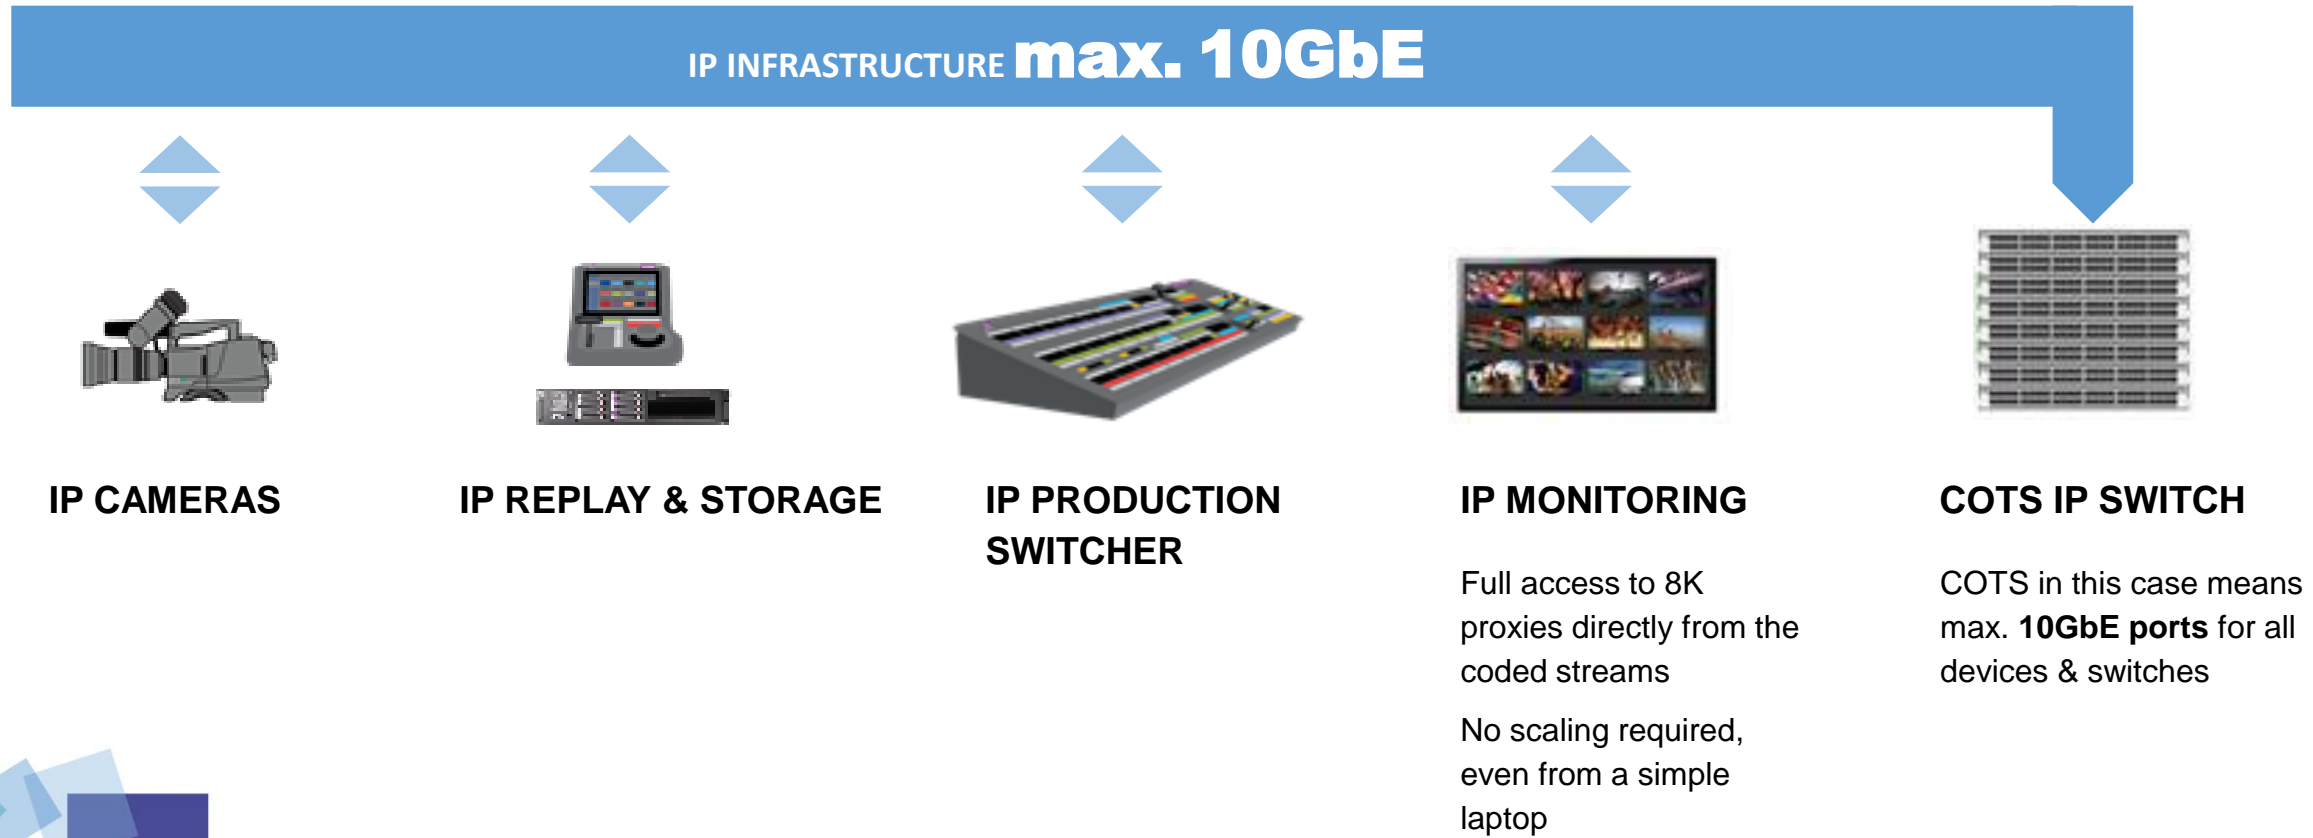 IP INFRASTRUCTURE max. 10GbE
IP CAMERAS
IP REPLAY & STORAGE
IP PRODUCTION
SWITCHER
IP MONITORING
Full access to 8K
proxies directly from the
coded streams
No scaling required,
even from a simple
laptop
COTS IP SWITCH
COTS in this case means
max. 10GbE ports for all
devices & switches